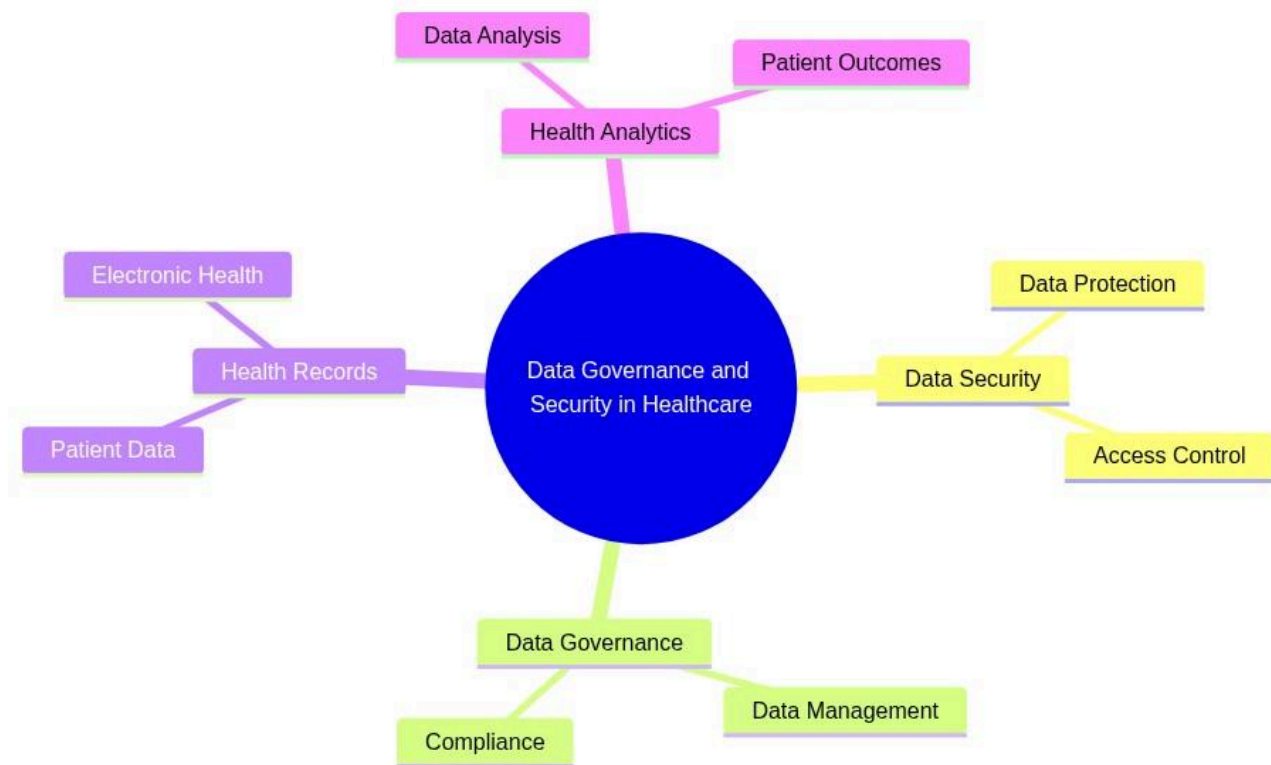 Data Analysis
Patient Outcomes
Health Analytics
Electronic Health
Data Protection
Health Records
Data Governance and
Security in Healthcare
Data Security
Patient Data
Access Control
Data Governance
Data Management
Compliance